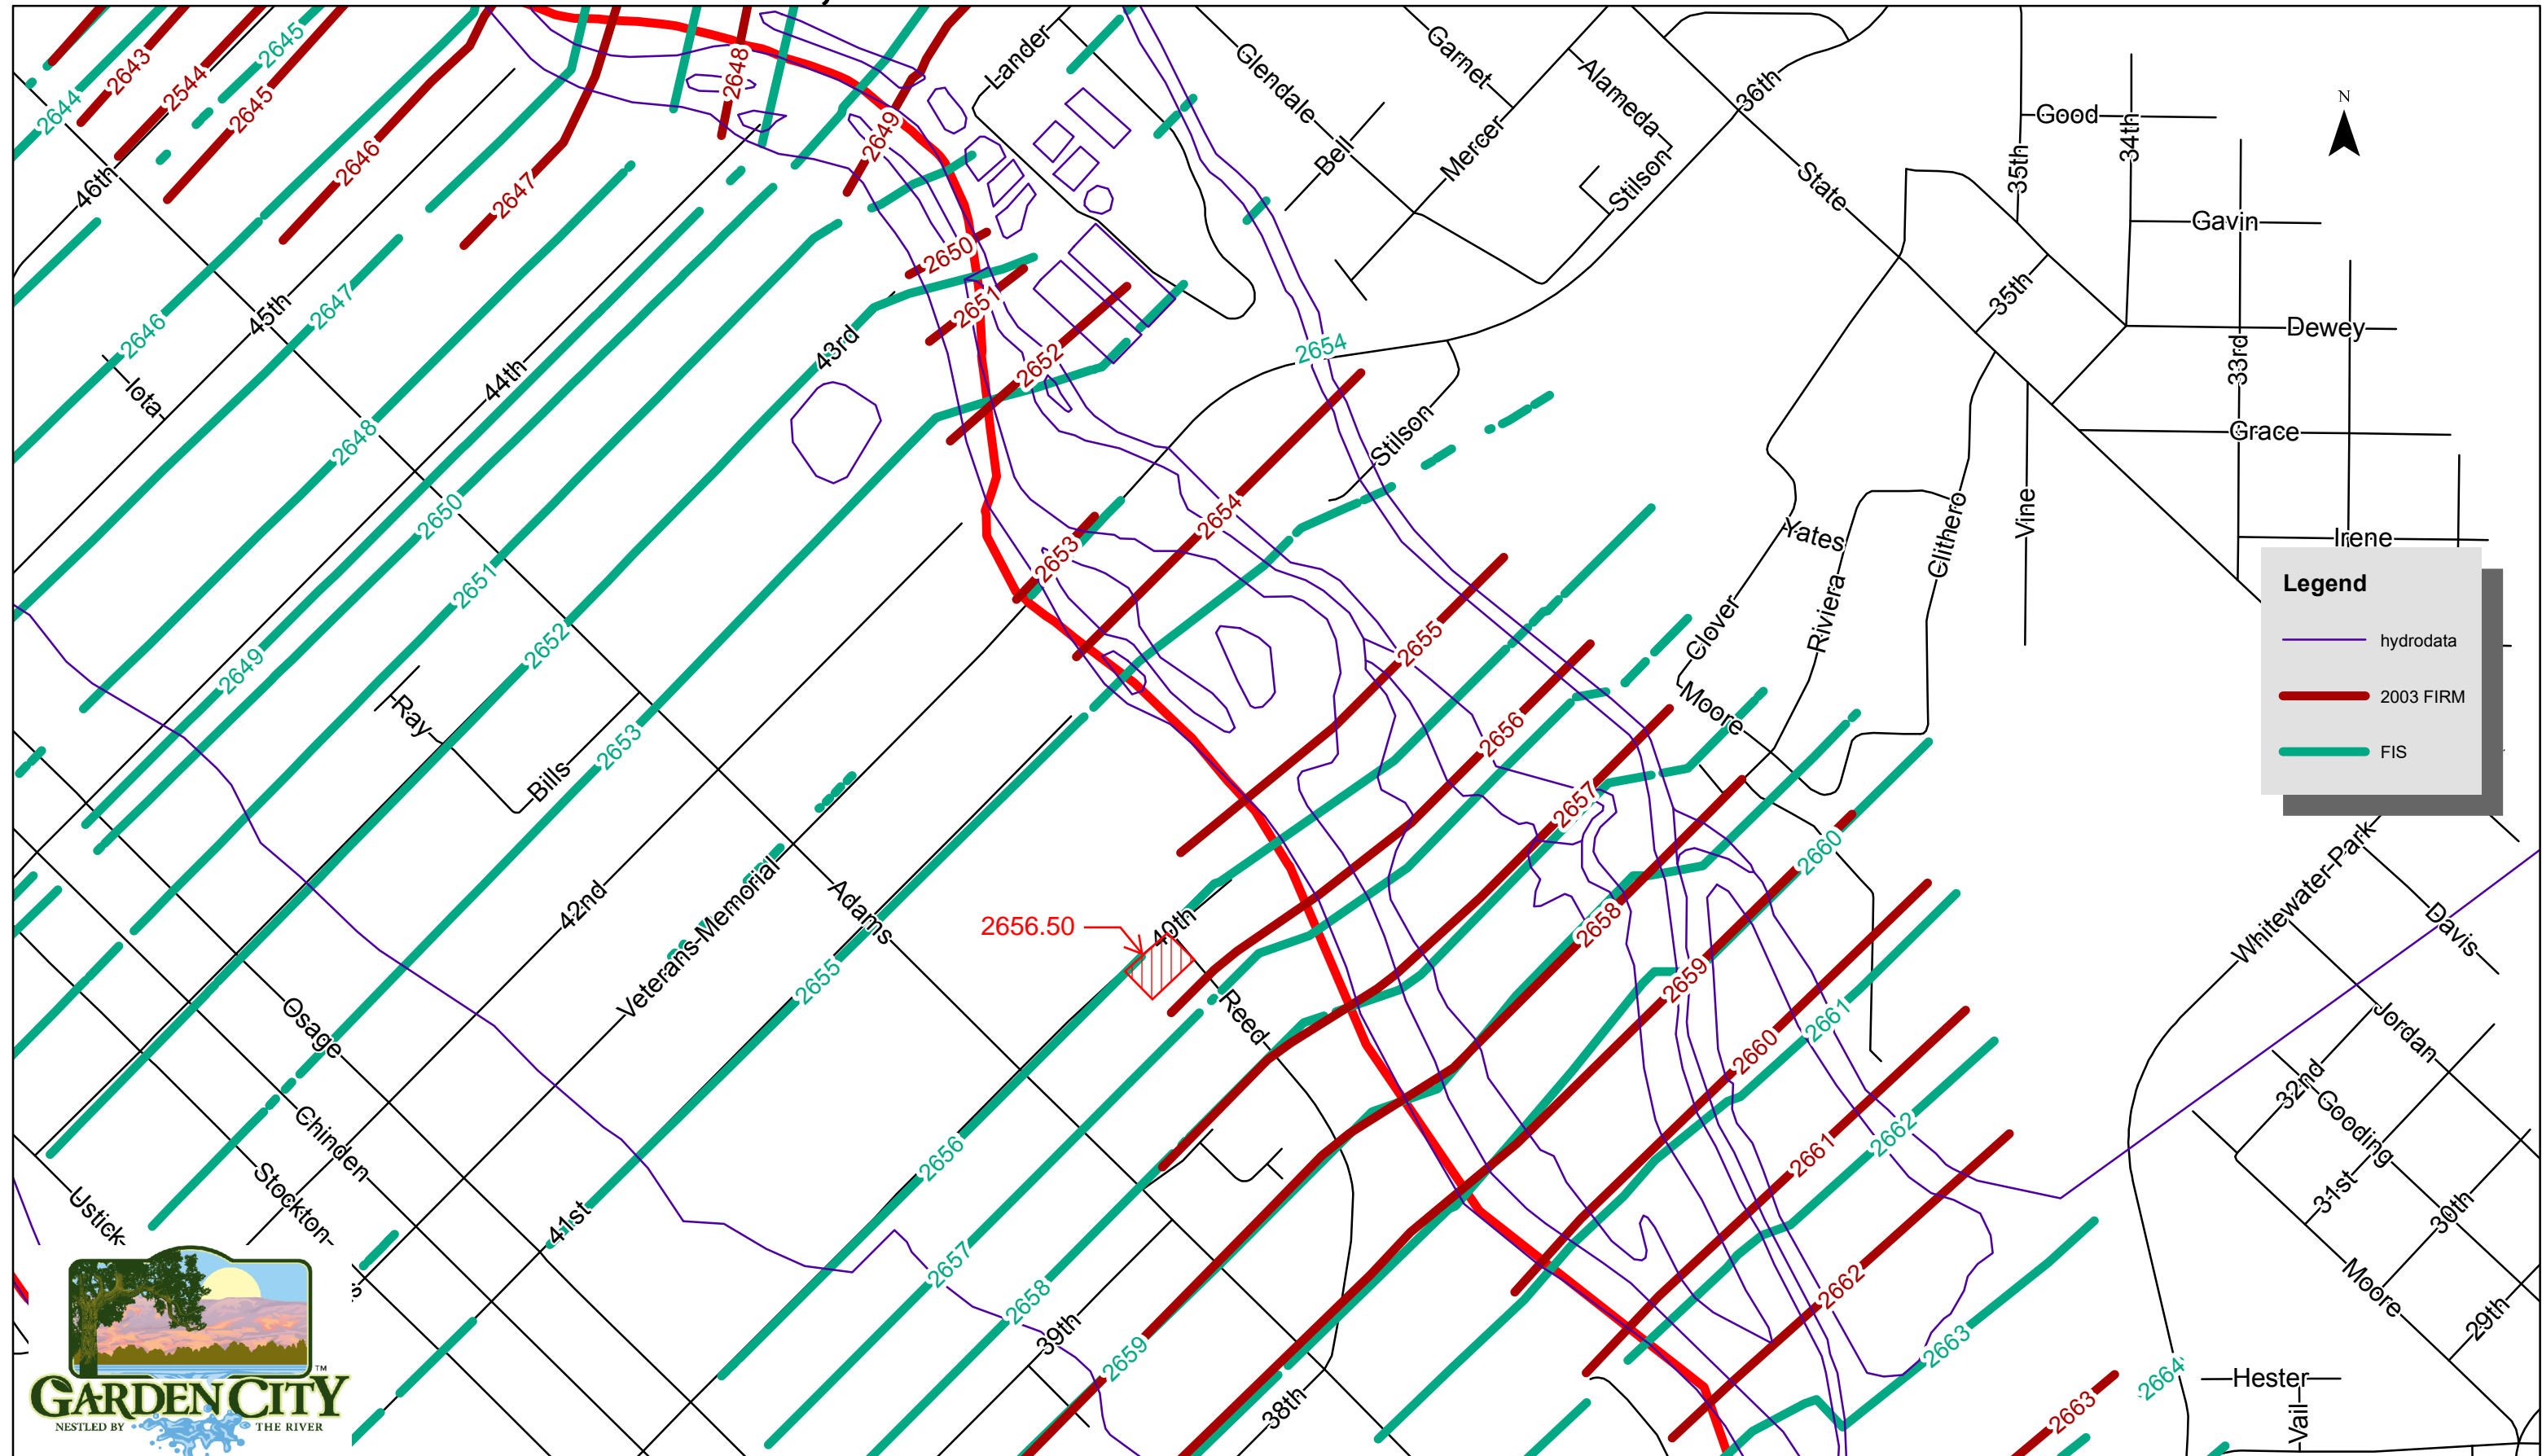 Lander
Glendale
Garnet
Alameda
36th
Good
34th
35th
N
2643
2544
2645
2645
2644
2646
2648
2649
46th
2647
Bell
Mercer
Stilson
State
Gavin
2650
2651
45th
2647
2646
43rd
2652
2654
35th
Dewey
33rd
Iota
44th
2648
Stilson
Grace
2650
2654
2653
Yates
Clithero
Vine
Irene
Legend
hydrodata
2003 FIRM
FIS
2651
2652
2649
2655
Clover
Riviera
Ray
Bills
2653
2656
Moore
2657
2660
Whitewater Park
Davis
42nd
Veterans Memorial
Adams
2656.50
40th
2658
2655
2659
Reed
Jordan
Osage
2661
2660
32nd
Gooding
Chinden
2656
2662
2661
Stockton
Ustick
41st
31st
30th
2657
2658
39th
2659
2662
2663
Moore
29th
38th
2663
2664
Hester
Vail
GARDEN CITY
™
NESTLED BY THE RIVER